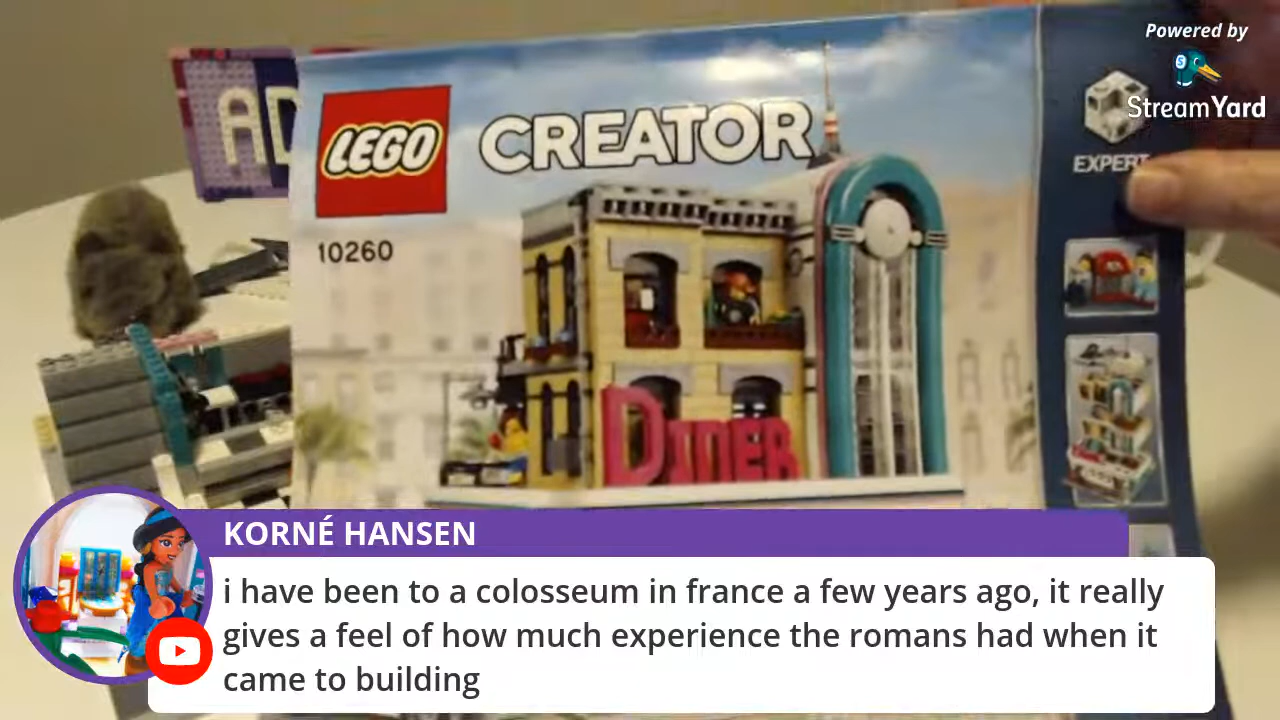 Powered by
StreamYard
AD
LEGO
CREATOR
EXPERT
10260
DINER
KORNÉ HANSEN
i have been to a colosseum in france a few years ago, it really
gives a feel of how much experience the romans had when it
came to building